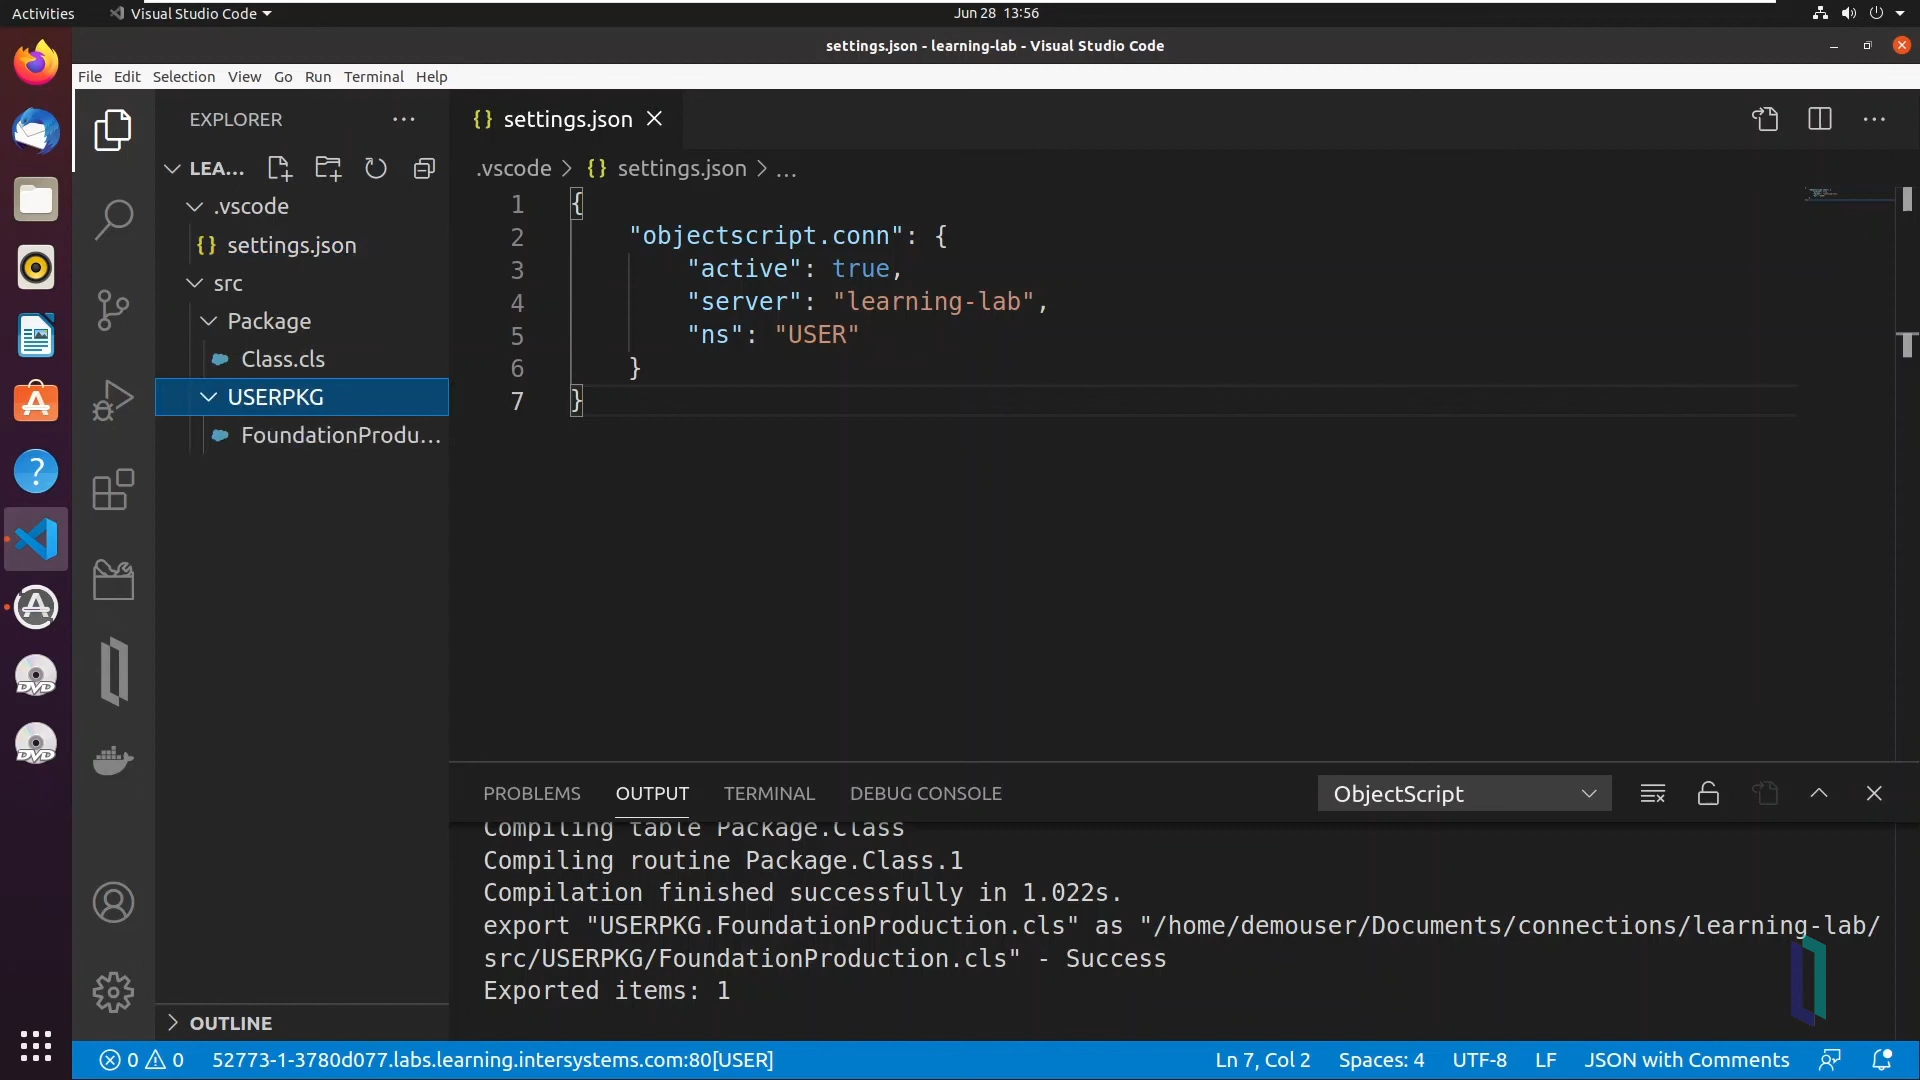 Activities
Visual Studio Code
Jun 28 13:56
settings.json - learning-lab - Visual Studio Code
File Edit Selection View Go Run Terminal Help
EXPLORER
LEA...
.vscode
{} settings.json
src
Package
Class.cls
USERPKG
FoundationProdu...
{} settings.json
.vscode > {} settings.json > ...
1 {
2 "objectscript.conn": {
3 "active": true,
4 "server": "learning-lab",
5 "ns": "USER"
6 }
7 }
PROBLEMS OUTPUT TERMINAL DEBUG CONSOLE
ObjectScript
Compiling table Package.Class
Compiling routine Package.Class.1
Compilation finished successfully in 1.022s.
export "USERPKG.FoundationProduction.cls" as "/home/demouser/Documents/connections/learning-lab/
src/USERPKG/FoundationProduction.cls" - Success
Exported items: 1
OUTLINE
DVD
DVD
0 0 52773-1-3780d077.labs.learning.intersystems.com:80[USER]
Ln 7, Col 2 Spaces: 4 UTF-8 LF JSON with Comments